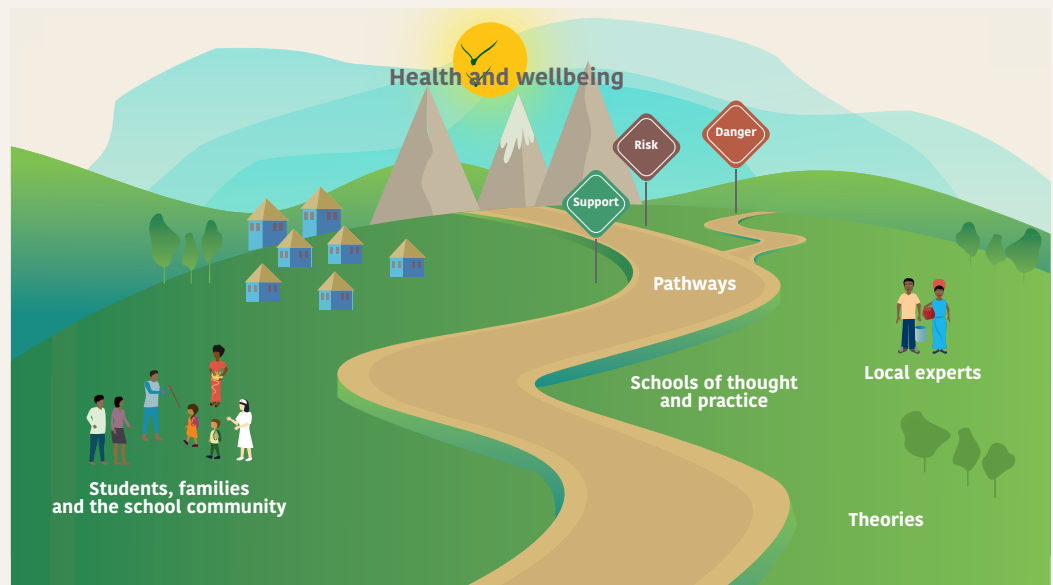 Health and wellbeing
Danger
Risk
Support
Pathways
Local experts
Schools of thought
and practice
Students, families
and the school community
Theories